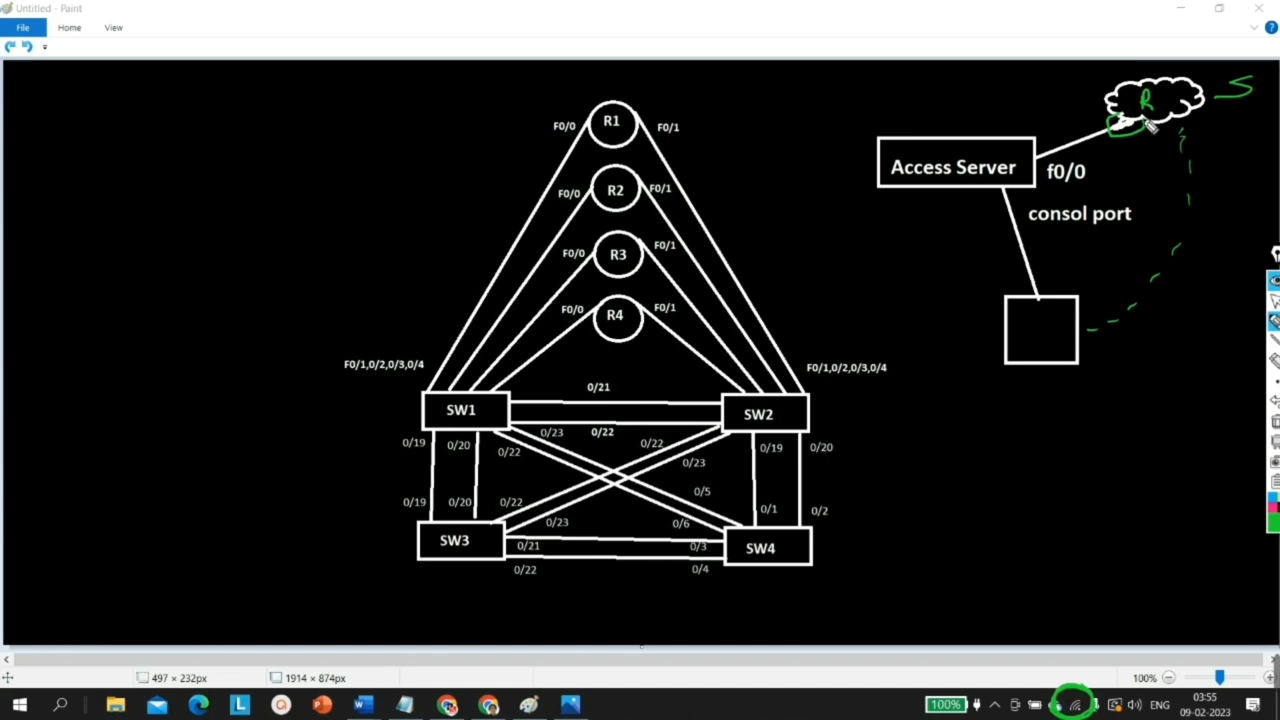 Untitled - Paint
File Home View
R
S
F0/0 R1 F0/1
F0/0 R2 F0/1
F0/0 R3 F0/1
F0/0 R4 F0/1
Access Server
f0/0
consol port
F0/1,0/2,0/3,0/4
F0/1,0/2,0/3,0/4
0/21
SW1
SW2
0/19 0/20 0/22 0/23 0/22 0/22 0/23 0/19 0/20
0/5
0/19 0/20 0/22 0/23 0/6 0/1 0/2
SW3
SW4
0/21 0/3
0/22 0/4
497 × 232px
1914 × 874px
100%
100%
ENG
03:55
09-02-2023